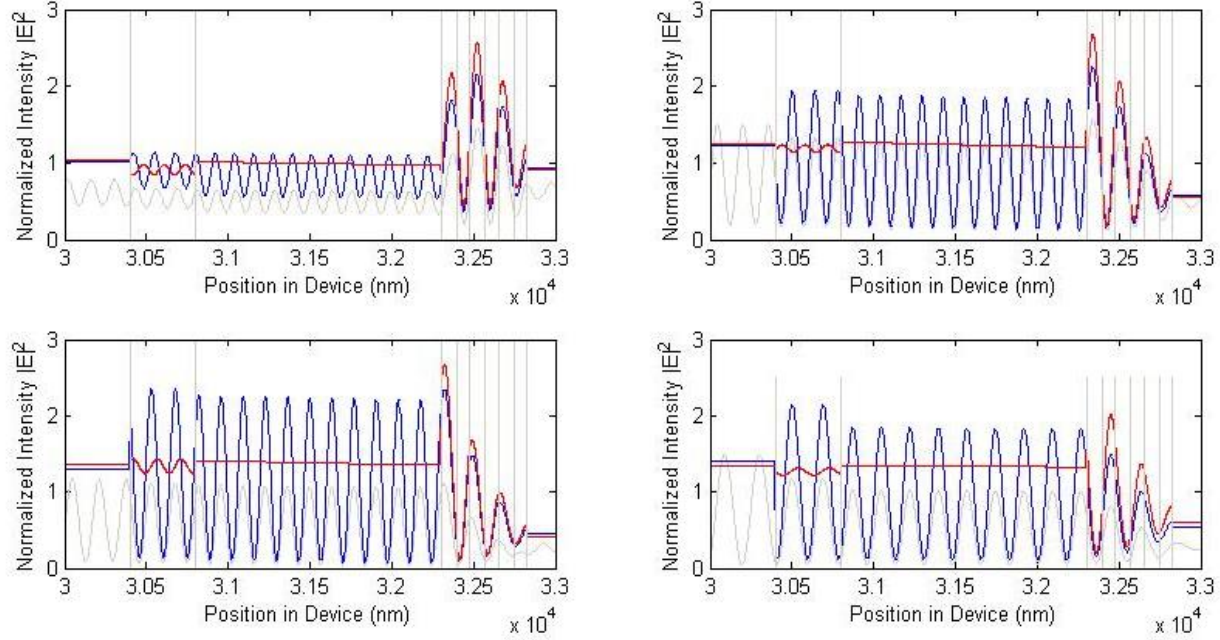 3
2
1
0
Normalized Intensity |E|²
3 3.05 3.1 3.15 3.2 3.25 3.3
Position in Device (nm)
x 10⁴
3
2
1
0
Normalized Intensity |E|²
3 3.05 3.1 3.15 3.2 3.25 3.3
Position in Device (nm)
x 10⁴
3
2
1
0
Normalized Intensity |E|²
3 3.05 3.1 3.15 3.2 3.25 3.3
Position in Device (nm)
x 10⁴
3
2
1
0
Normalized Intensity |E|²
3 3.05 3.1 3.15 3.2 3.25 3.3
Position in Device (nm)
x 10⁴